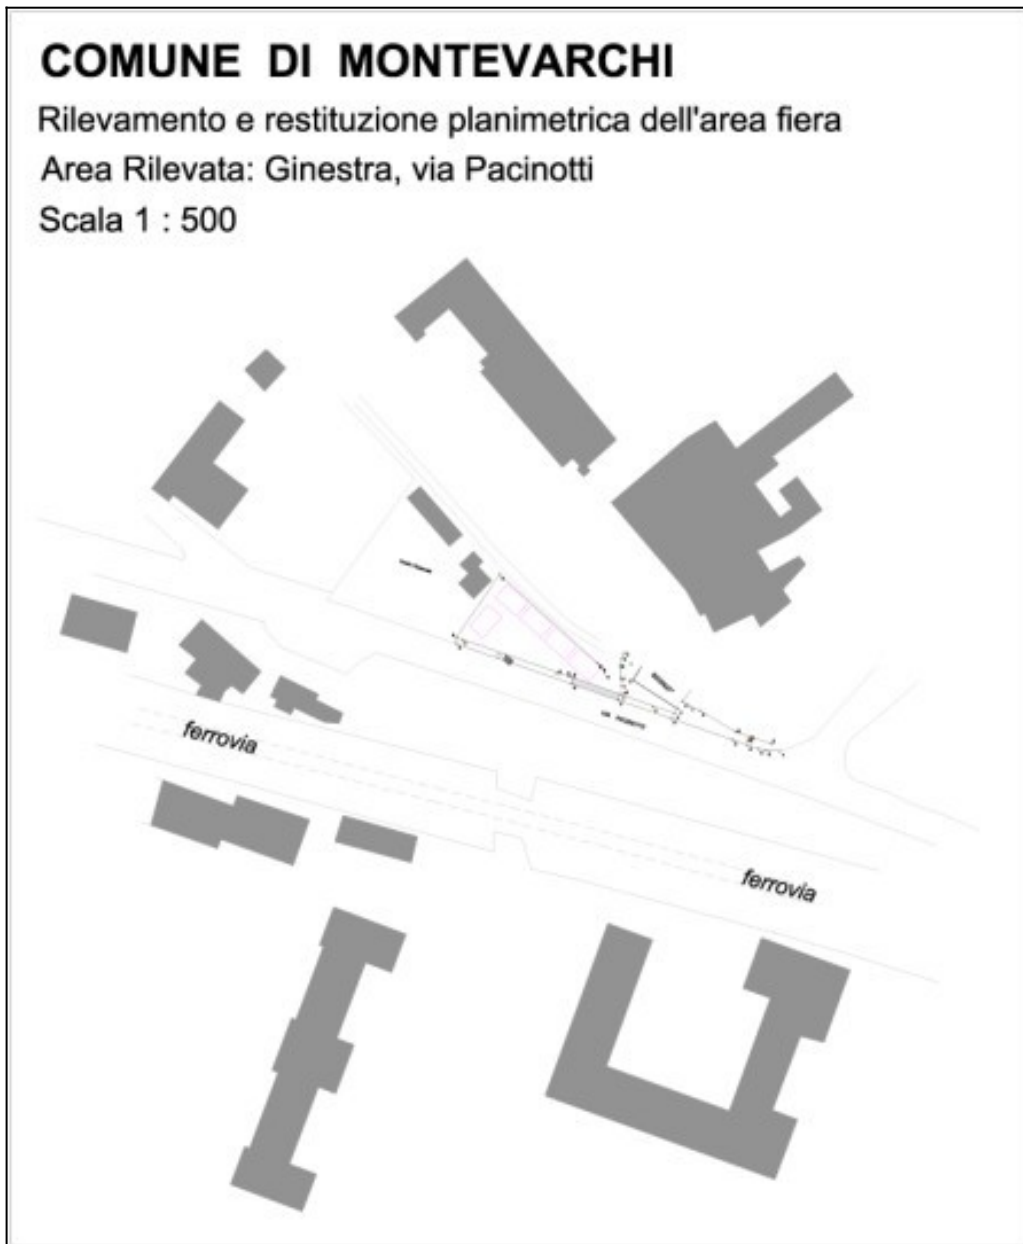 COMUNE DI MONTEVARCHI
Rilevamento e restituzione planimetrica dell'area fiera
Area Rilevata: Ginestra, via Pacinotti
Scala 1 : 500
ferrovia
ferrovia